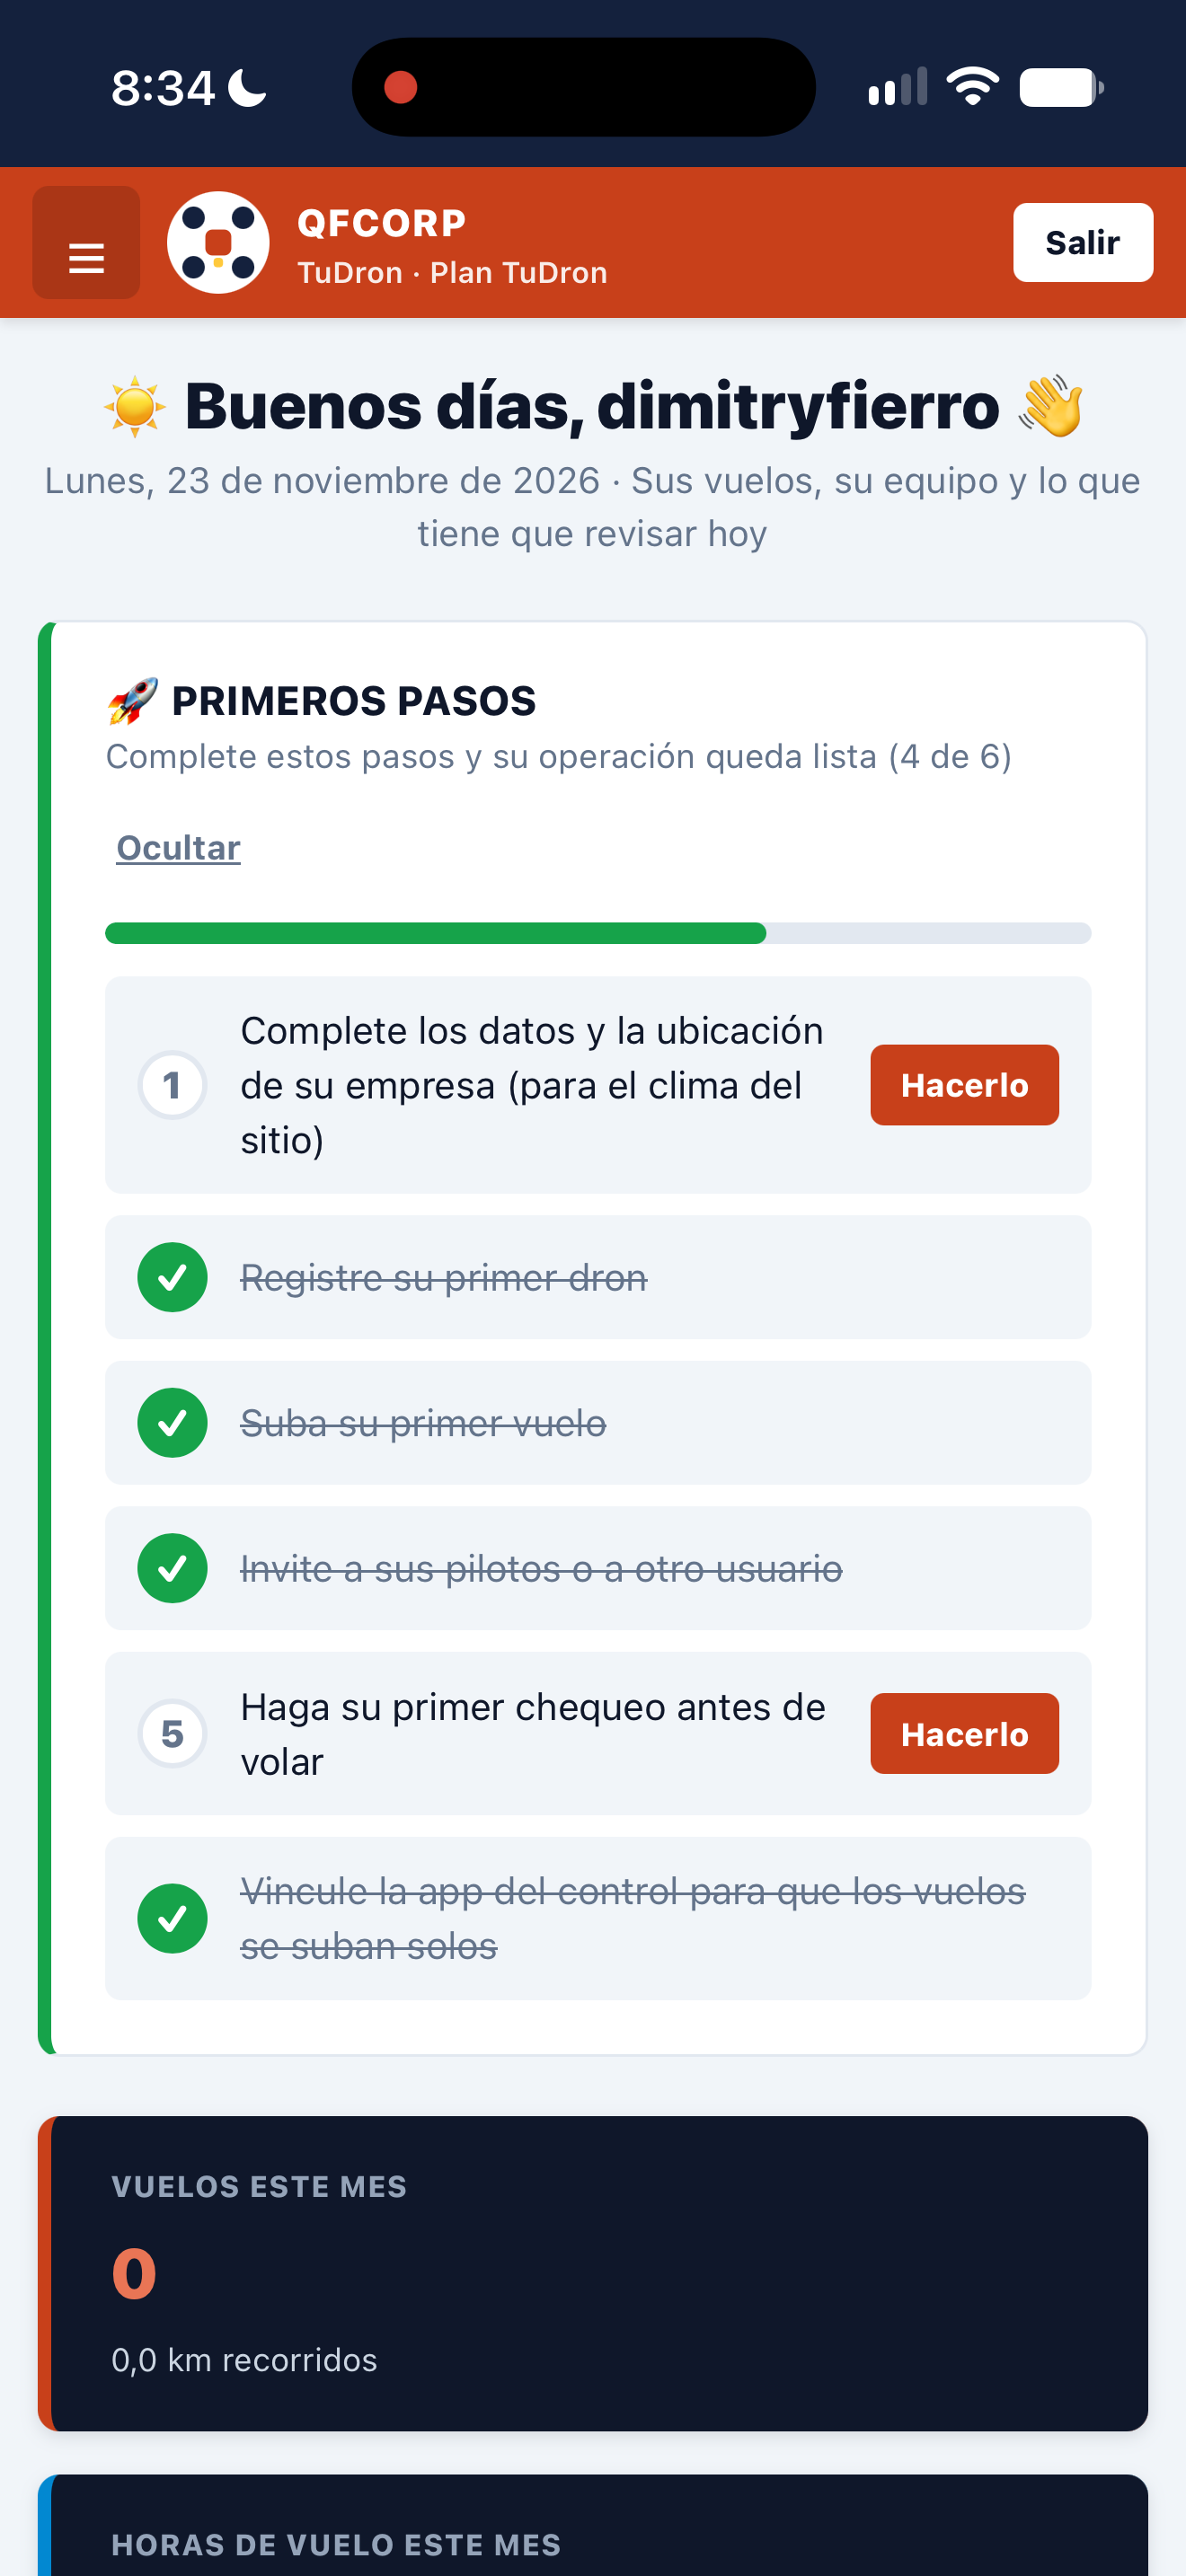 8:34
QFCORP
TuDron · Plan TuDron
Salir
Buenos días, dimitryfierro
Lunes, 23 de noviembre de 2026 · Sus vuelos, su equipo y lo que
tiene que revisar hoy
PRIMEROS PASOS
Complete estos pasos y su operación queda lista (4 de 6)
Ocultar
1
Complete los datos y la ubicación
de su empresa (para el clima del
sitio)
Hacerlo
Registre su primer dron
Suba su primer vuelo
Invite a sus pilotos o a otro usuario
5
Haga su primer chequeo antes de
volar
Hacerlo
Vincule la app del control para que los vuelos
se suban solos
VUELOS ESTE MES
0
0,0 km recorridos
HORAS DE VUELO ESTE MES